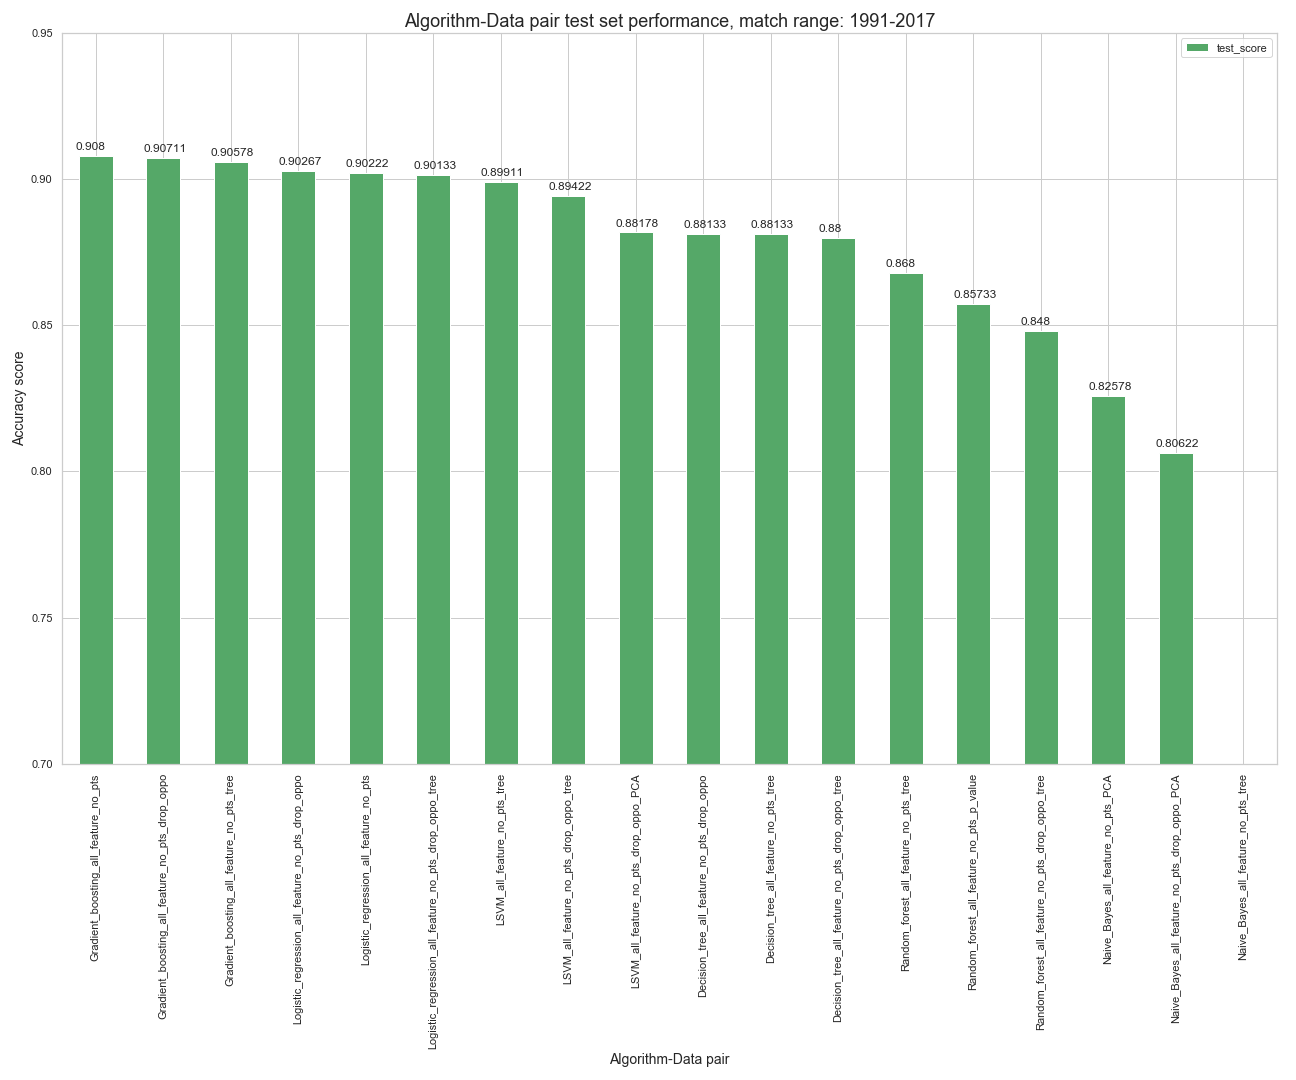 Algorithm-Data pair test set performance, match range: 1991-2017
test_score
Accuracy score
0.95
0.90
0.85
0.80
0.75
0.70
0.908
0.90711
0.90578
0.90267
0.90222
0.90133
0.89911
0.89422
0.88178
0.88133
0.88133
0.88
0.868
0.85733
0.848
0.82578
0.80622
Gradient_boosting_all_feature_no_pts
Gradient_boosting_all_feature_no_pts_drop_oppo
Gradient_boosting_all_feature_no_pts_tree
Logistic_regression_all_feature_no_pts_drop_oppo
Logistic_regression_all_feature_no_pts
Logistic_regression_all_feature_no_pts_drop_oppo_tree
LSVM_all_feature_no_pts_tree
LSVM_all_feature_no_pts_drop_oppo_tree
LSVM_all_feature_no_pts_drop_oppo_PCA
Decision_tree_all_feature_no_pts_drop_oppo
Decision_tree_all_feature_no_pts_tree
Decision_tree_all_feature_no_pts_drop_oppo_tree
Random_forest_all_feature_no_pts_tree
Random_forest_all_feature_no_pts_p_value
Random_forest_all_feature_no_pts_drop_oppo_tree
Naive_Bayes_all_feature_no_pts_PCA
Naive_Bayes_all_feature_no_pts_drop_oppo_PCA
Naive_Bayes_all_feature_no_pts_tree
Algorithm-Data pair